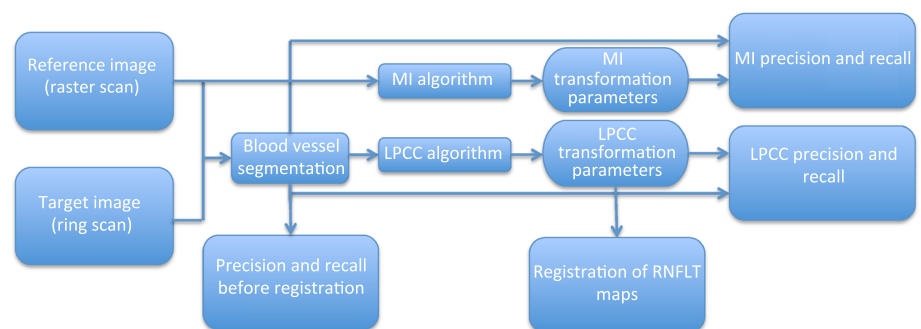 Reference image
(raster scan)
MI algorithm
MI
transformation
parameters
MI precision and recall
Blood vessel
segmentation
LPCC algorithm
LPCC
transformation
parameters
LPCC precision and
recall
Target image
(ring scan)
Precision and recall
before registration
Registration of RNFLT
maps